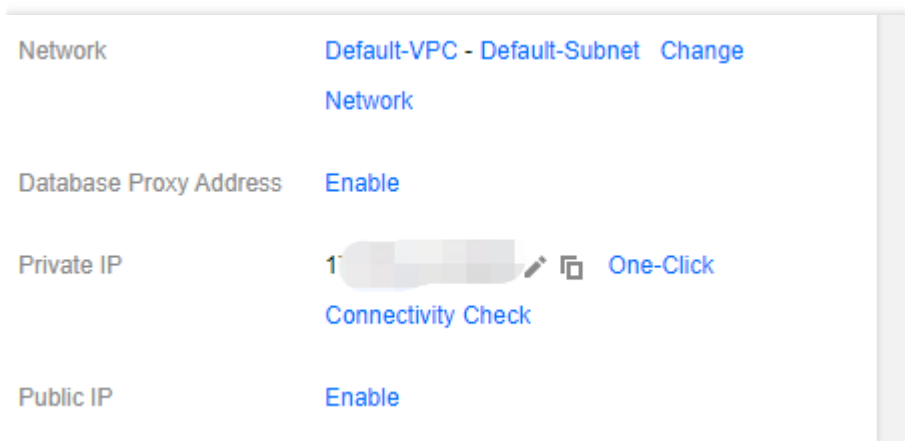 Network Default-VPC - Default-Subnet Change
Network
Database Proxy Address Enable
Private IP One-Click
Connectivity Check
Public IP Enable